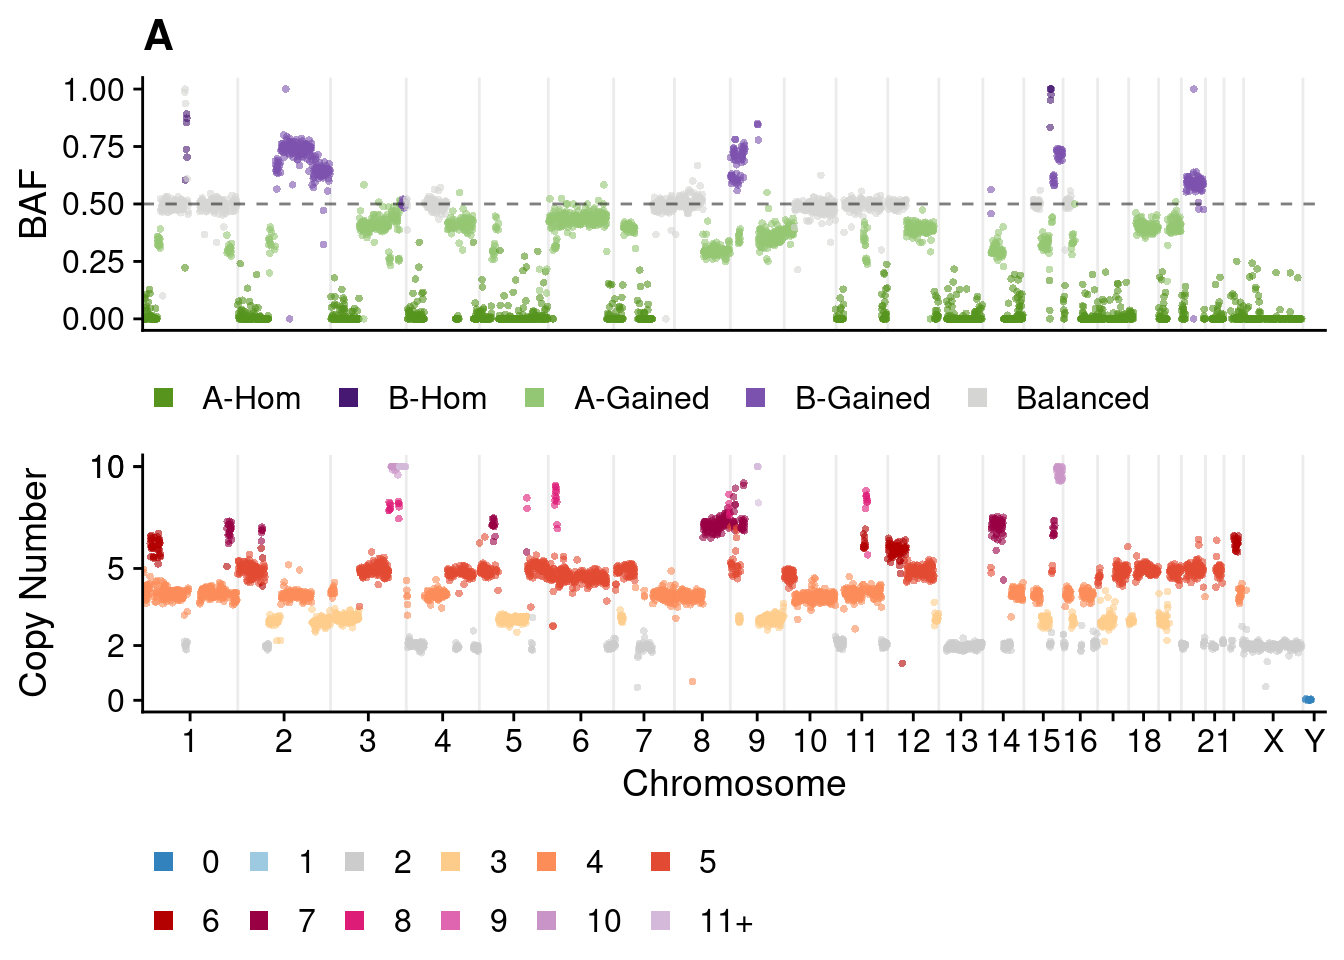 A
BAF
1.00
0.75
0.50
0.25
0.00
A-Hom B-Hom A-Gained B-Gained Balanced
Copy Number
10
5
2
0
1 2 3 4 5 6 7 8 9 10 11 12 13 14 15 16 18 21 X Y
Chromosome
0 1 2 3 4 5
6 7 8 9 10 11+